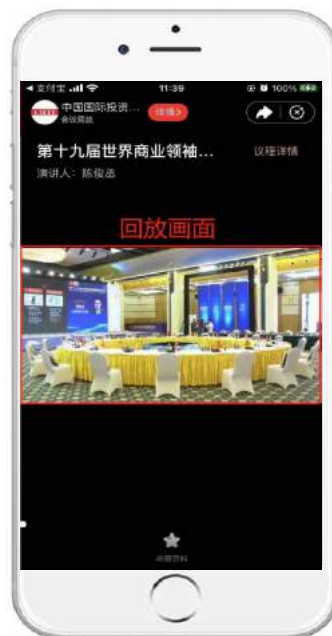 支付宝
11:39
100%
中国国际投资...
会议频道
详情>
第十九届世界商业领袖...
议程详情
演讲人：陈俊丞
回放画面